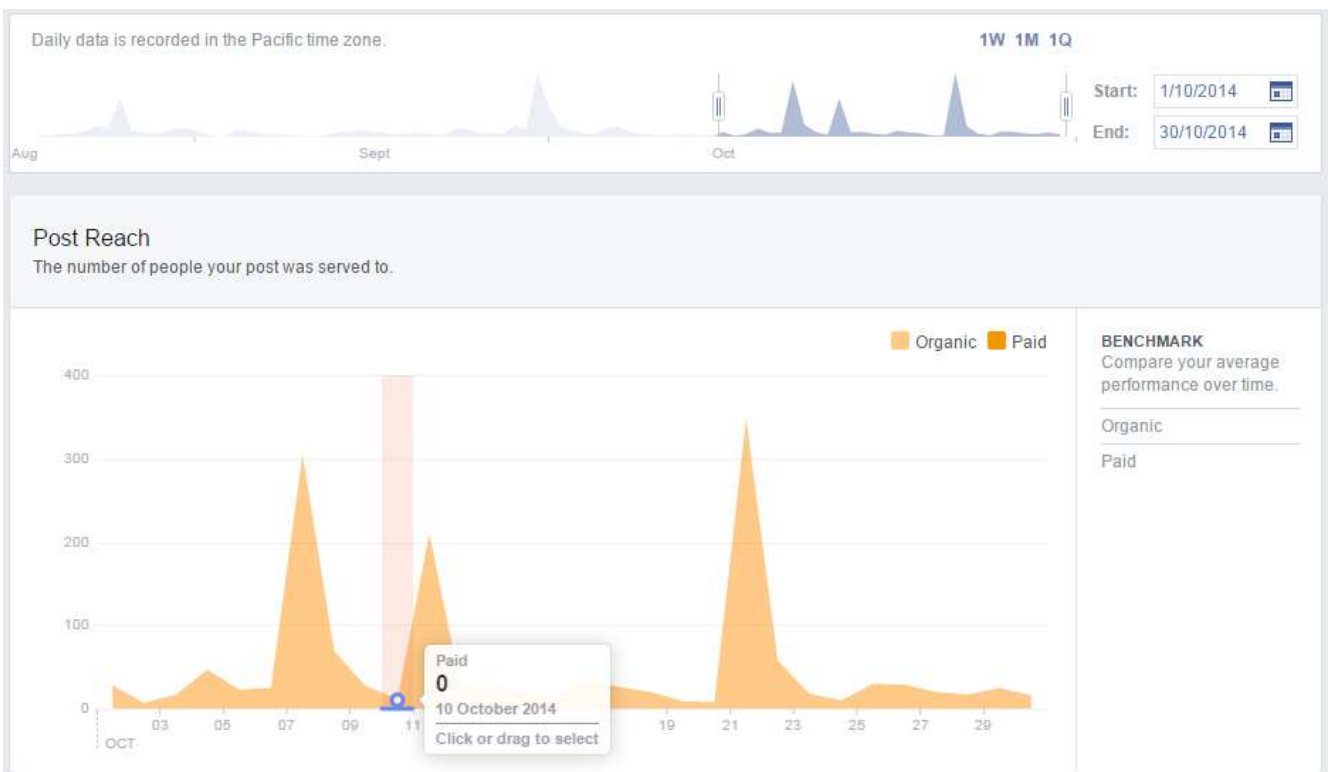 Daily data is recorded in the Pacific time zone.
1W 1M 1Q
Start: 1/10/2014
End: 30/10/2014
Aug
Sept
Oct
Post Reach
The number of people your post was served to.
Organic Paid
BENCHMARK
Compare your average
performance over time.
Organic
Paid
400
300
200
100
0
03 05 07 09 11 19 21 23 25 27 29
OCT
Paid
0
10 October 2014
Click or drag to select